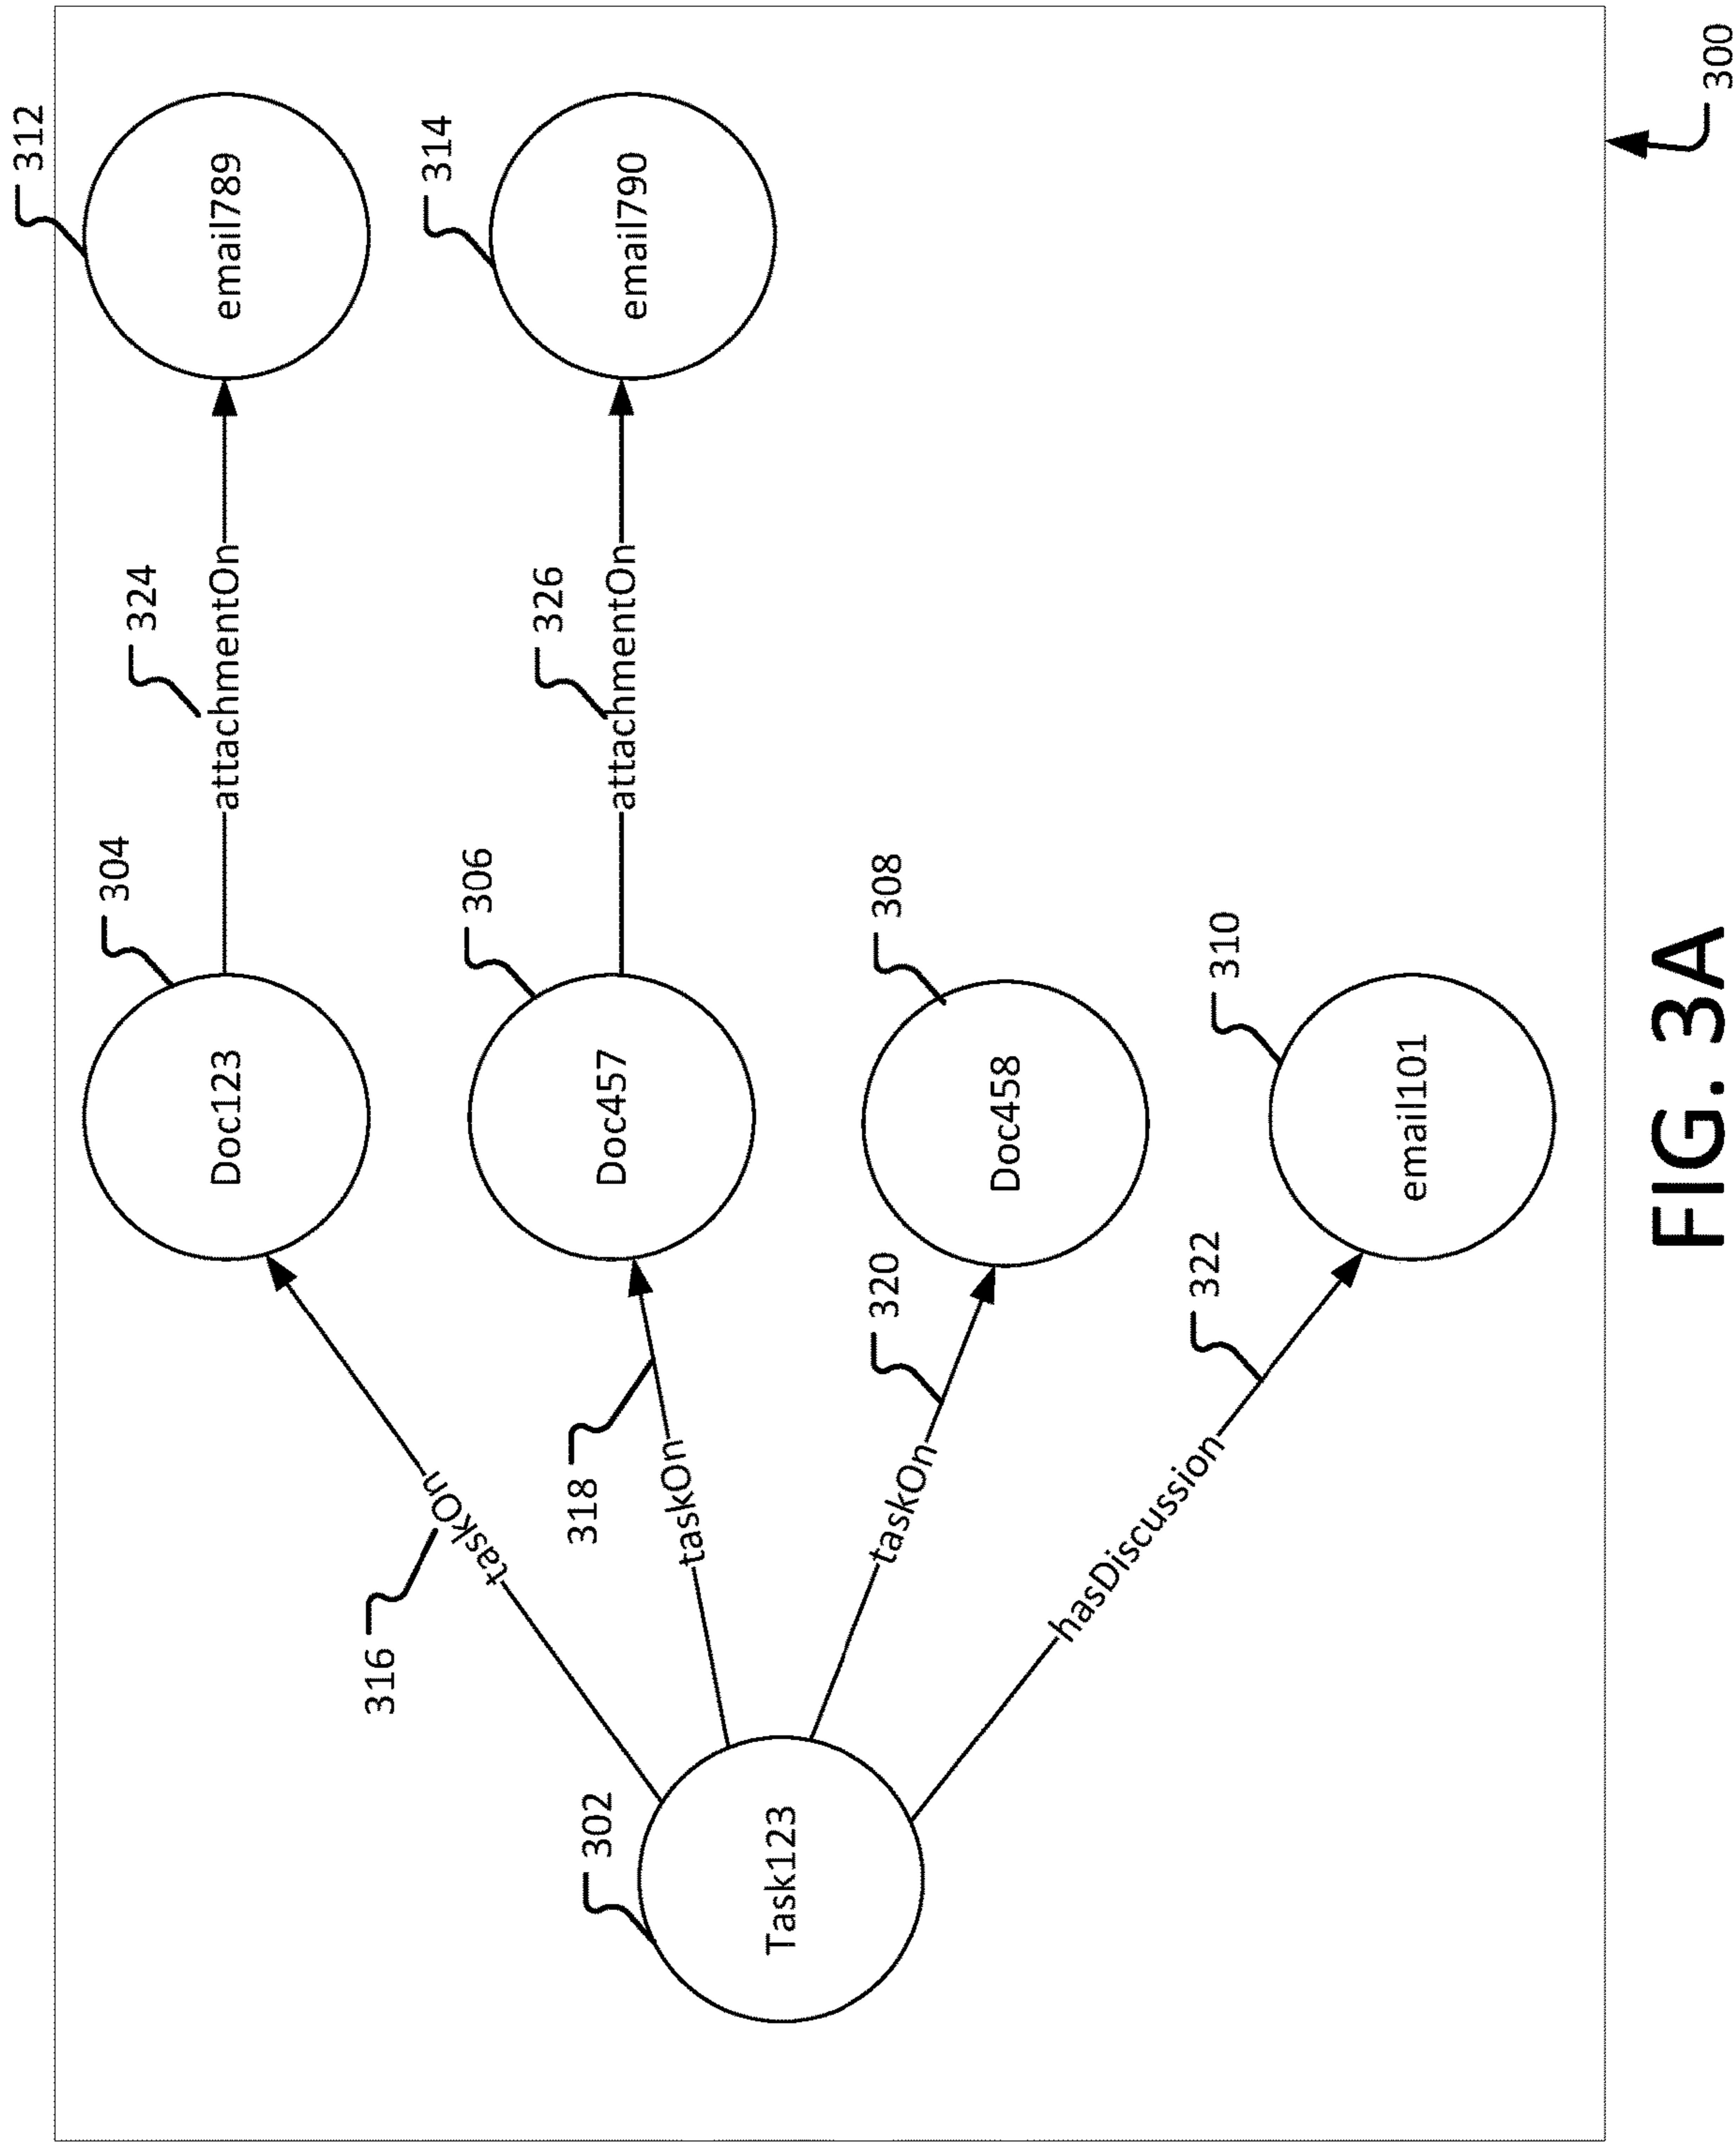 312
email789
324
attachmentOn
304
Doc123
316
taskOn
314
email790
326
attachmentOn
306
Doc457
318
taskOn
302
Task123
308
Doc458
320
taskOn
310
email101
322
hasDiscussion
300
FIG. 3A